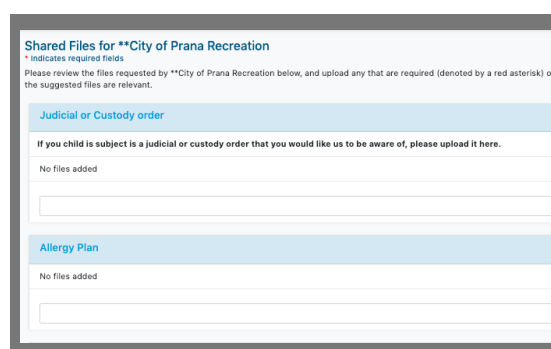 Shared Files for **City of Prana Recreation
* Indicates required fields
Please review the files requested by **City of Prana Recreation below, and upload any that are required (denoted by a red asterisk) o
the suggested files are relevant.
Judicial or Custody order
If you child is subject is a judicial or custody order that you would like us to be aware of, please upload it here.
No files added
Allergy Plan
No files added